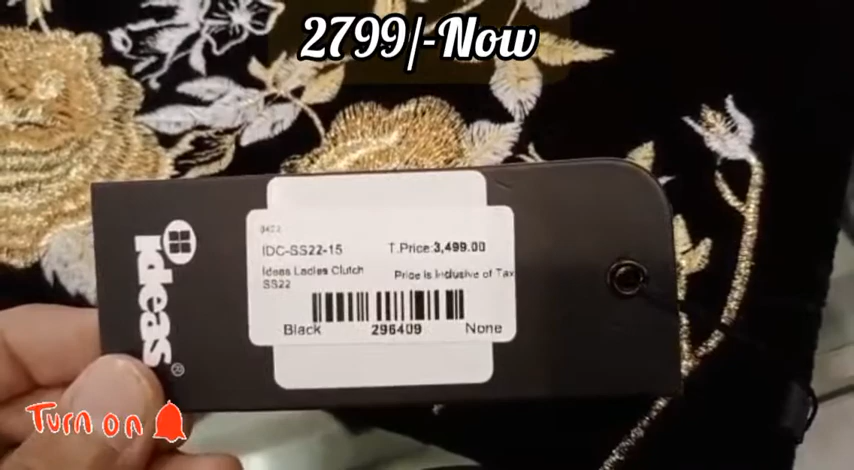 2799/-Now
ideas®
IDC-SS22-15 T.Price:3,499.00
Ideas Ladies Clutch Price is Inclusive of Tax
SS22
Black 296409 None
Turn on